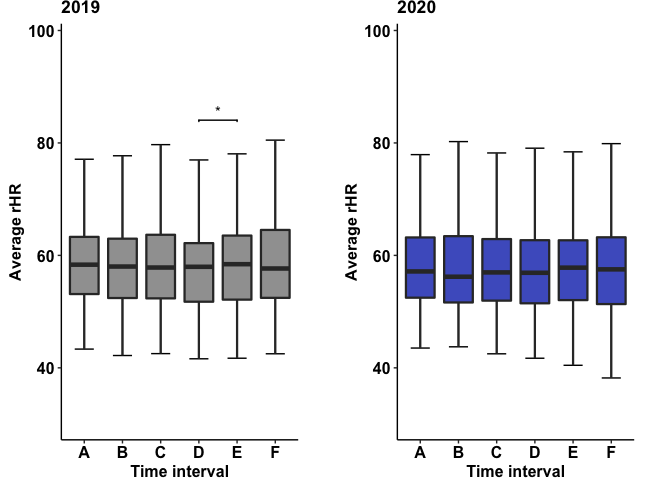 2019
100
80
60
40
Average rHR
*
A B C D E F
Time interval
2020
100
80
60
40
Average rHR
A B C D E F
Time interval